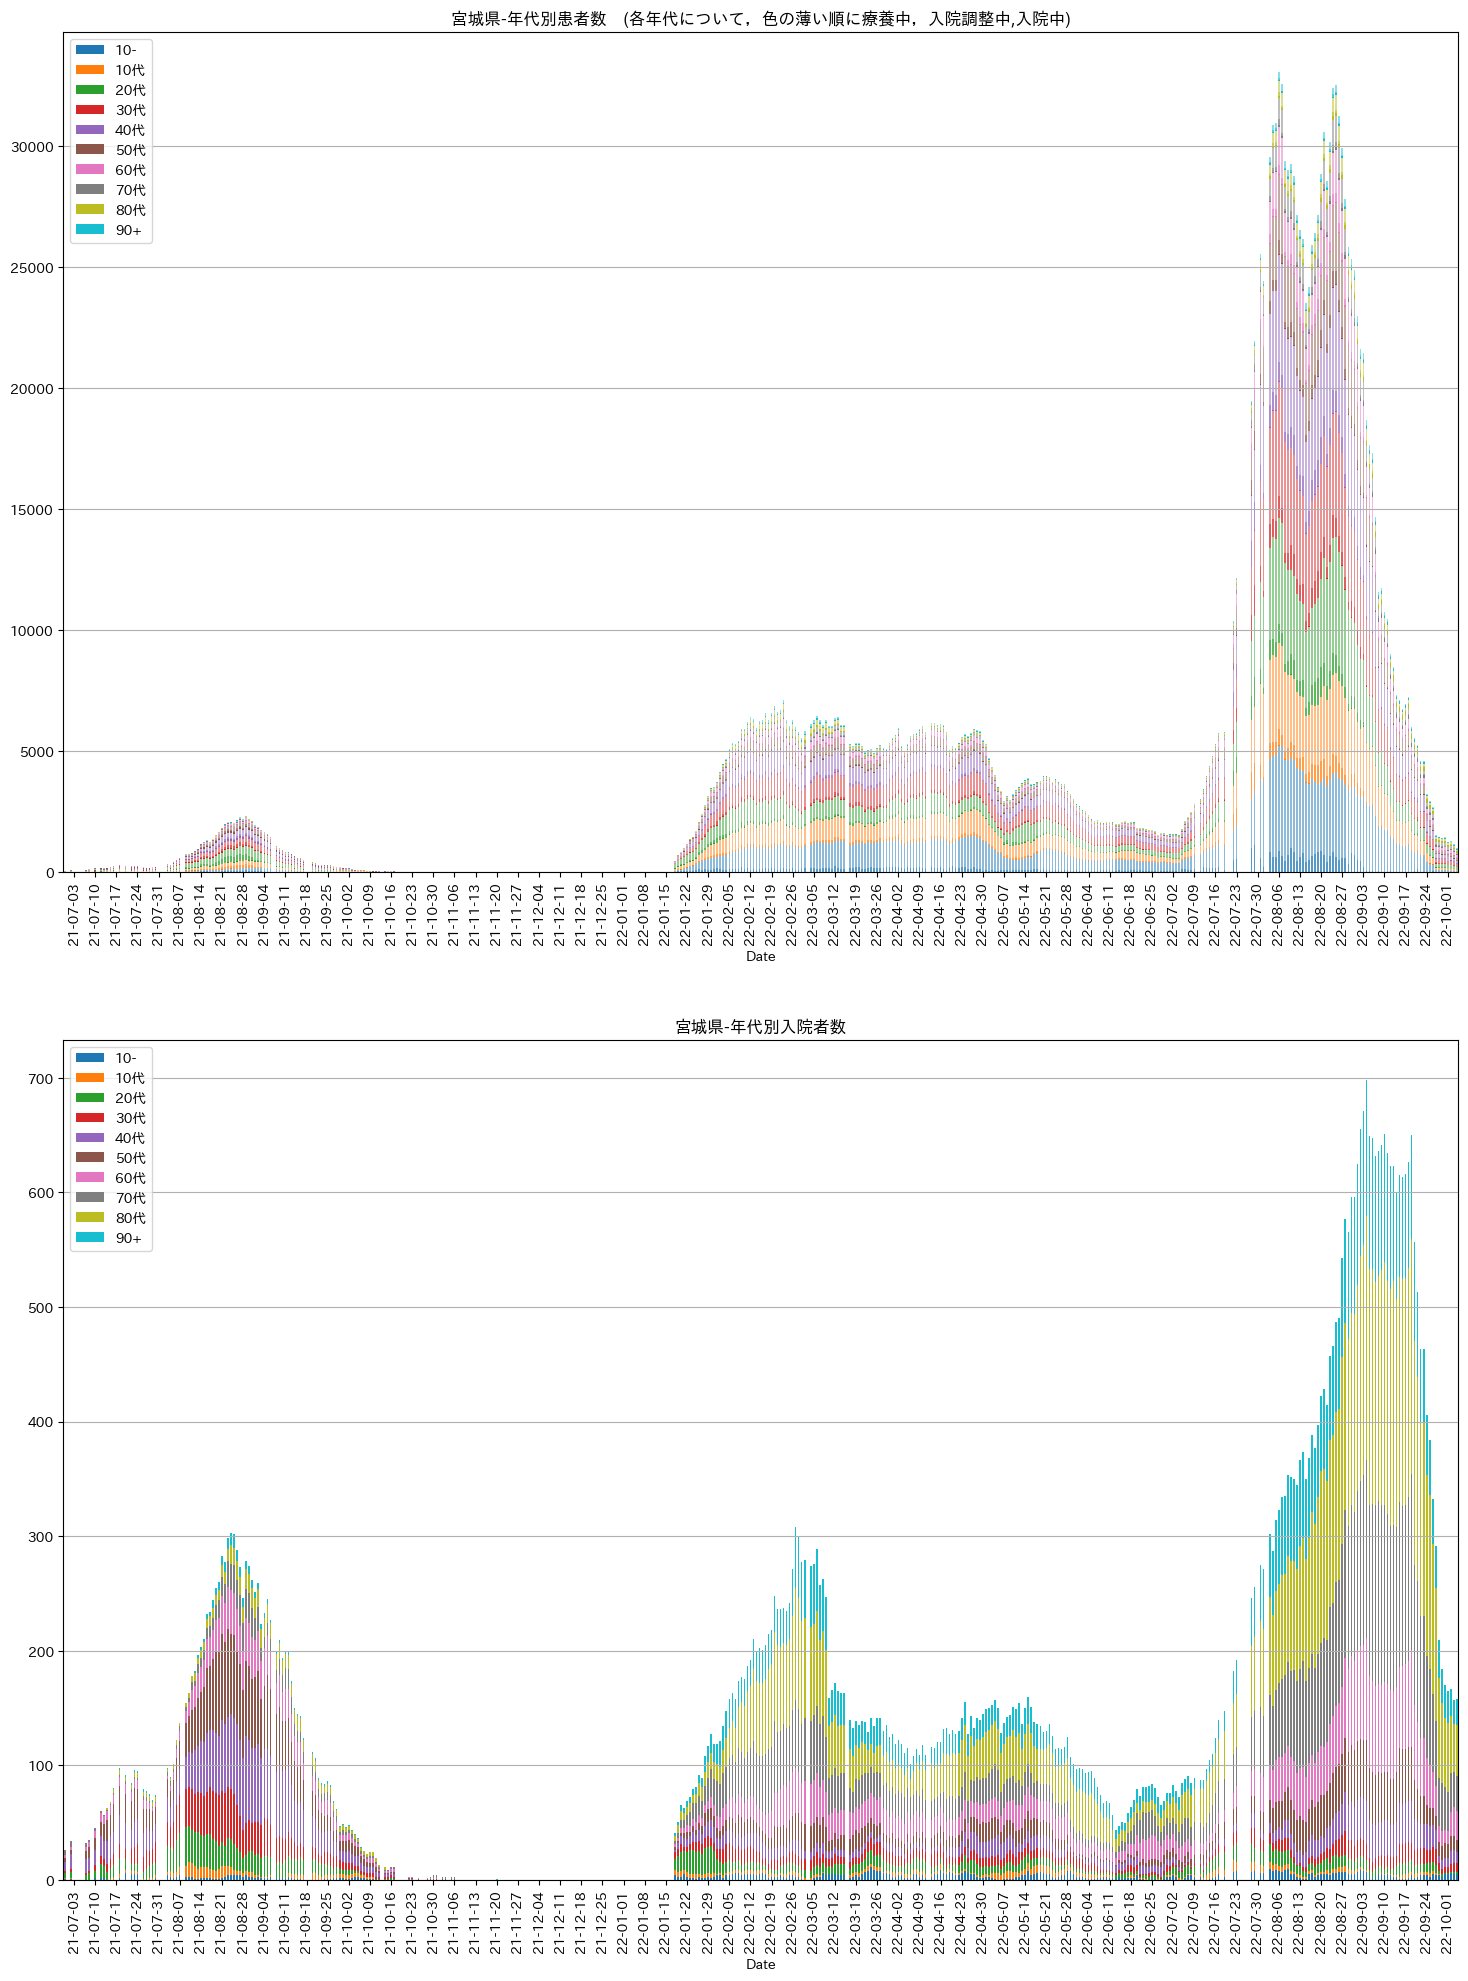 宮城県-年代別患者数　(各年代について，色の薄い順に療養中，入院調整中,入院中)
10-
10代
20代
30代
40代
50代
60代
70代
80代
90+
30000
25000
20000
15000
10000
5000
0
21-07-03 21-07-10 21-07-17 21-07-24 21-07-31 21-08-07 21-08-14 21-08-21 21-08-28 21-09-04 21-09-11 21-09-18 21-09-25 21-10-02 21-10-09 21-10-16 21-10-23 21-10-30 21-11-06 21-11-13 21-11-20 21-11-27 21-12-04 21-12-11 21-12-18 21-12-25 22-01-01 22-01-08 22-01-15 22-01-22 22-01-29 22-02-05 22-02-12 22-02-19 22-02-26 22-03-05 22-03-12 22-03-19 22-03-26 22-04-02 22-04-09 22-04-16 22-04-23 22-04-30 22-05-07 22-05-14 22-05-21 22-05-28 22-06-04 22-06-11 22-06-18 22-06-25 22-07-02 22-07-09 22-07-16 22-07-23 22-07-30 22-08-06 22-08-13 22-08-20 22-08-27 22-09-03 22-09-10 22-09-17 22-09-24 22-10-01
Date
宮城県-年代別入院者数
10-
10代
20代
30代
40代
50代
60代
70代
80代
90+
700
600
500
400
300
200
100
0
21-07-03 21-07-10 21-07-17 21-07-24 21-07-31 21-08-07 21-08-14 21-08-21 21-08-28 21-09-04 21-09-11 21-09-18 21-09-25 21-10-02 21-10-09 21-10-16 21-10-23 21-10-30 21-11-06 21-11-13 21-11-20 21-11-27 21-12-04 21-12-11 21-12-18 21-12-25 22-01-01 22-01-08 22-01-15 22-01-22 22-01-29 22-02-05 22-02-12 22-02-19 22-02-26 22-03-05 22-03-12 22-03-19 22-03-26 22-04-02 22-04-09 22-04-16 22-04-23 22-04-30 22-05-07 22-05-14 22-05-21 22-05-28 22-06-04 22-06-11 22-06-18 22-06-25 22-07-02 22-07-09 22-07-16 22-07-23 22-07-30 22-08-06 22-08-13 22-08-20 22-08-27 22-09-03 22-09-10 22-09-17 22-09-24 22-10-01
Date